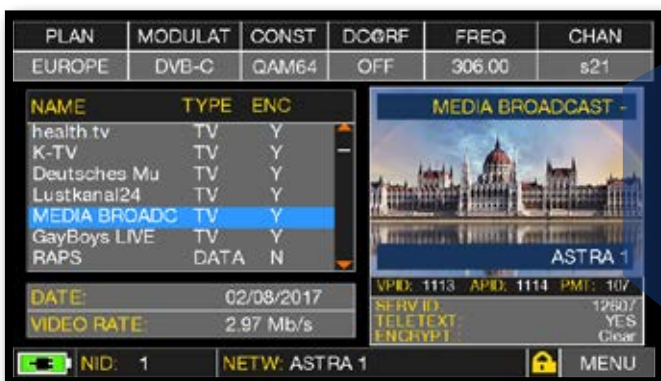 PLAN MODULAT CONST DC@RF FREQ CHAN
EUROPE DVB-C QAM64 OFF 306.00 s21
NAME TYPE ENC
health tv TV Y
K-TV TV Y
Deutsches Mu TV Y
Lustkanal24 TV Y
MEDIA BROADC TV Y
GayBoys LIVE TV Y
RAPS DATA N
DATE: 02/08/2017
VIDEO RATE: 2.97 Mb/s
MEDIA BROADCAST -
ASTRA 1
VPID: 1113 APID: 1114 PMT: 107
SERV ID: 12607
TELETEXT: YES
ENCRYPT: Clear
NID: 1 NETW: ASTRA 1 MENU